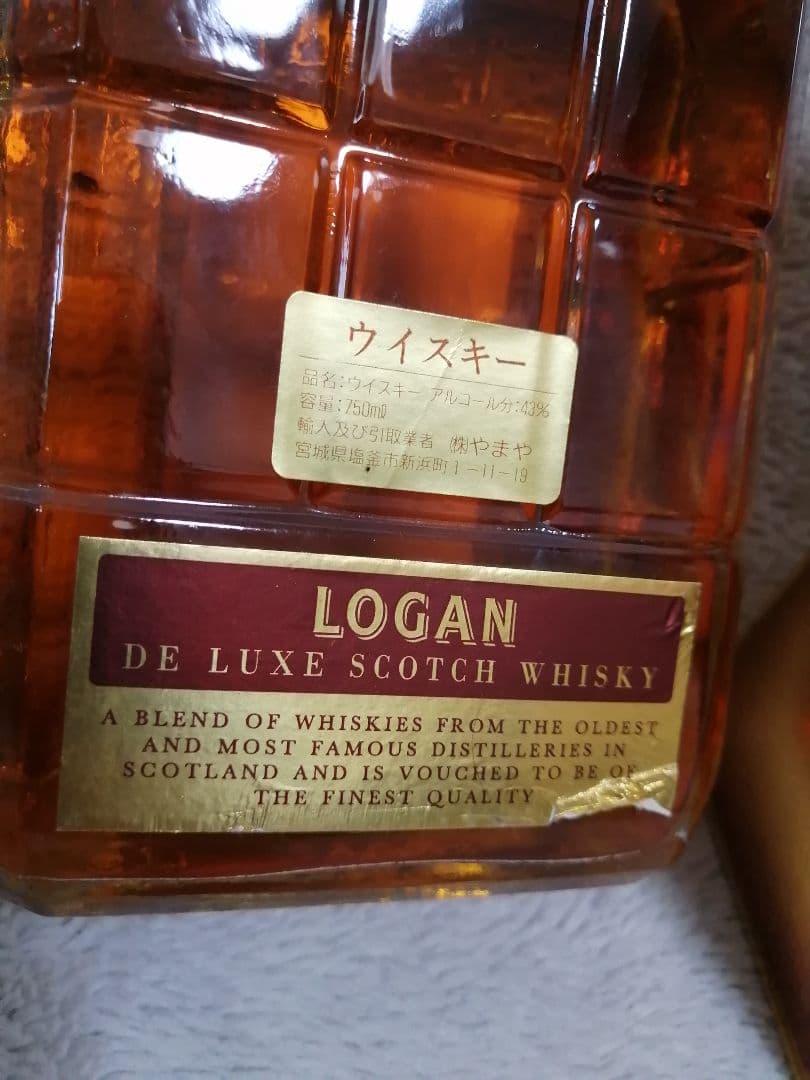 ウイスキー
品名:ウイスキー アルコール分:43%
容量:750ml
輸入及び引取業者 ㈱やまや
宮城県塩釜市新浜町1-11-19
LOGAN
DE LUXE SCOTCH WHISKY
A BLEND OF WHISKIES FROM THE OLDEST
AND MOST FAMOUS DISTILLERIES IN
SCOTLAND AND IS VOUCHED TO BE OF
THE FINEST QUALITY